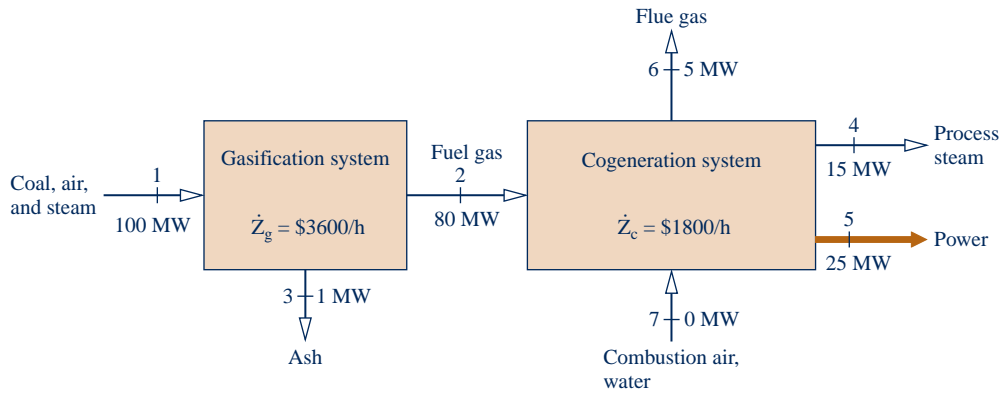 Flue gas
6 5 MW
Gasification system
Ż_g = $3600/h
Coal, air,
and steam
1
100 MW
Fuel gas
2
80 MW
3 1 MW
Ash
Cogeneration system
Ż_c = $1800/h
4
15 MW
Process
steam
5
25 MW
Power
7 0 MW
Combustion air,
water